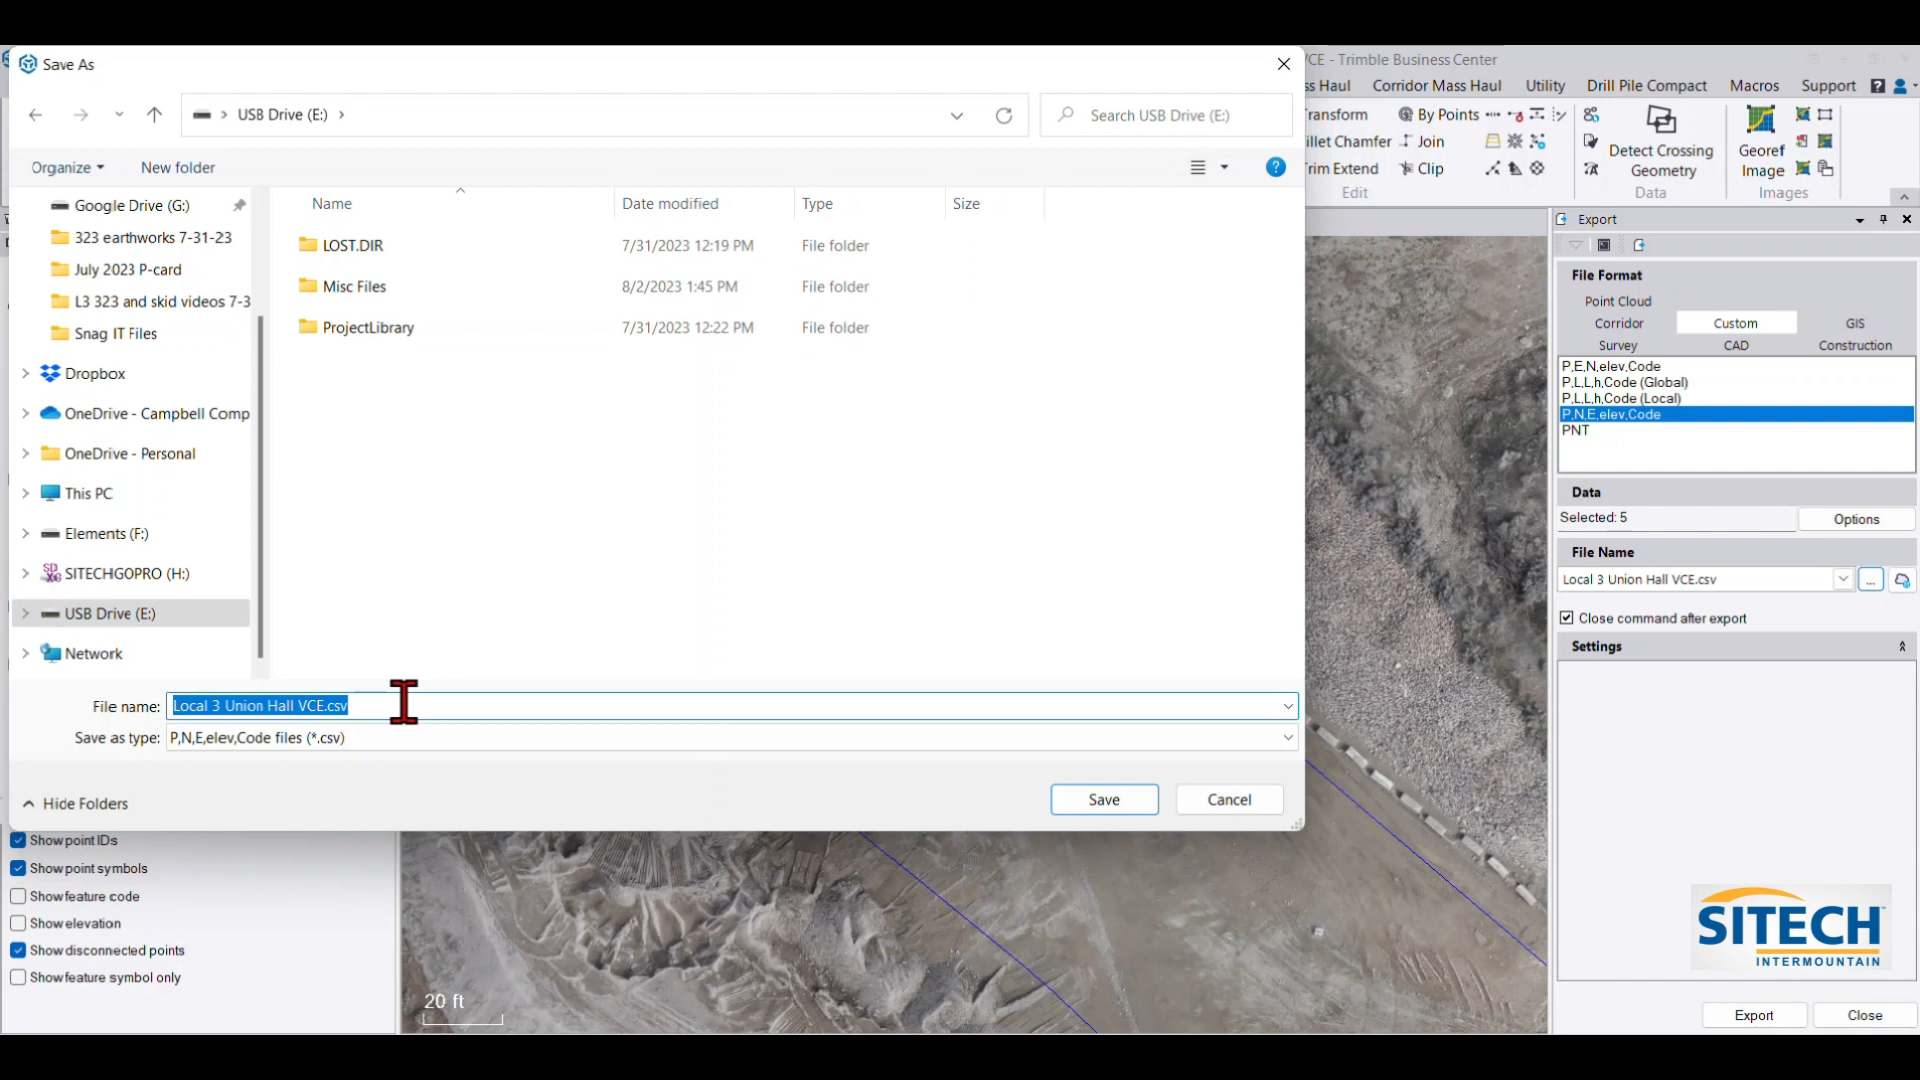 Save As
CE - Trimble Business Center
ss Haul Corridor Mass Haul Utility Drill Pile Compact Macros Support
USB Drive (E:)
Search USB Drive (E:)
ransform By Points
illet Chamfer Join
rim Extend Clip
Edit
Detect Crossing
Geometry
Data
Georef
Image
Images
Organize New folder
Name Date modified Type Size
LOST.DIR 7/31/2023 12:19 PM File folder
Misc Files 8/2/2023 1:45 PM File folder
ProjectLibrary 7/31/2023 12:22 PM File folder
Google Drive (G:)
323 earthworks 7-31-23
July 2023 P-card
L3 323 and skid videos 7-3
Snag IT Files
Dropbox
OneDrive - Campbell Comp
OneDrive - Personal
This PC
Elements (F:)
SITECHGOPRO (H:)
USB Drive (E:)
Network
File name: Local 3 Union Hall VCE.csv
Save as type: P,N,E,elev,Code files (*.csv)
Hide Folders
Save
Cancel
Show point IDs
Show point symbols
Show feature code
Show elevation
Show disconnected points
Show feature symbol only
20 ft
Export
File Format
Point Cloud
Corridor Custom GIS
Survey CAD Construction
P,E,N,elev,Code
P,L,L,h,Code (Global)
P,L,L,h,Code (Local)
P,N,E,elev,Code
PNT
Data
Selected: 5
Options
File Name
Local 3 Union Hall VCE.csv
...
Close command after export
Settings
SITECH
INTERMOUNTAIN
Export
Close